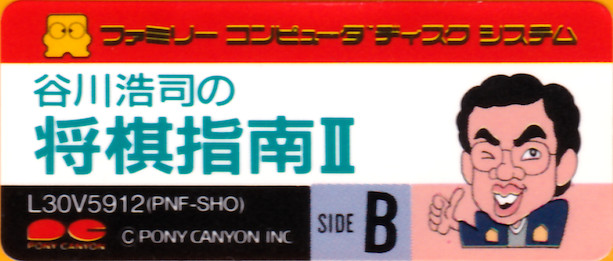 ファミリー コンピュータ ディスク システム
谷川浩司の
将棋指南II
L30V5912(PNF-SHO)
PONY CANYON
© PONY CANYON INC
SIDE B